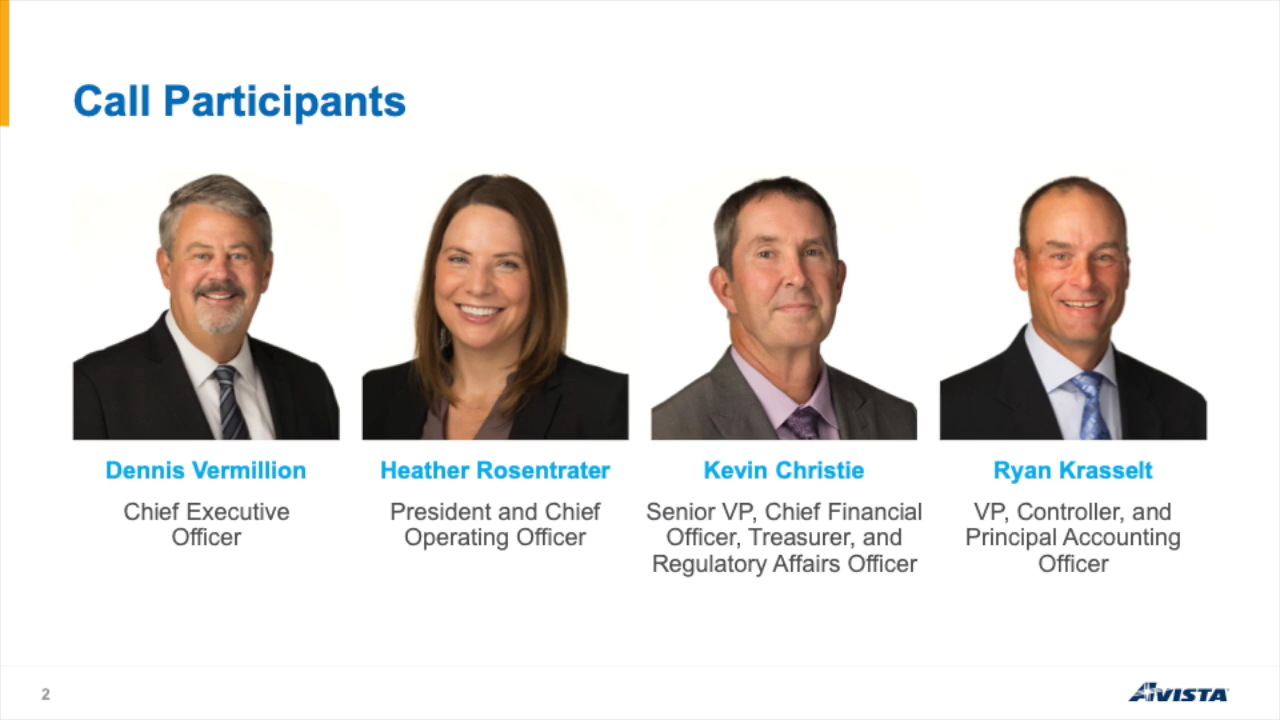 Call Participants
Dennis Vermillion
Chief Executive
Officer
Heather Rosentrater
President and Chief
Operating Officer
Kevin Christie
Senior VP, Chief Financial
Officer, Treasurer, and
Regulatory Affairs Officer
Ryan Krasselt
VP, Controller, and
Principal Accounting
Officer
2
AVISTA